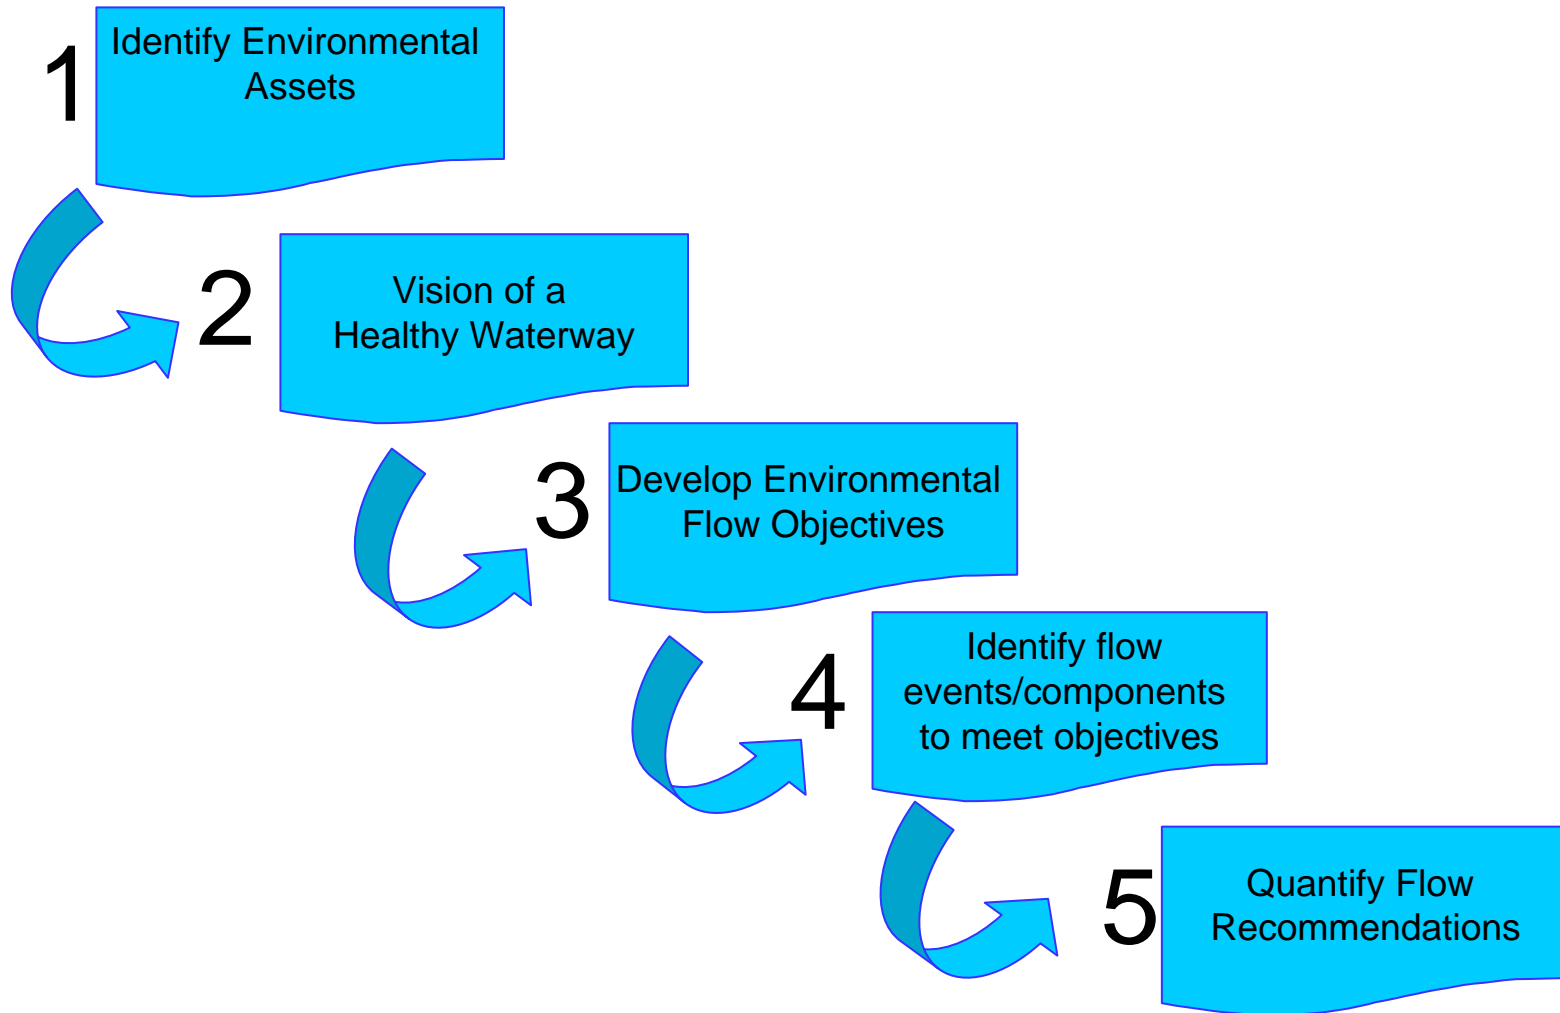 1
Identify Environmental
Assets
2
Vision of a
Healthy Waterway
3
Develop Environmental
Flow Objectives
4
Identify flow
events/components
to meet objectives
5
Quantify Flow
Recommendations